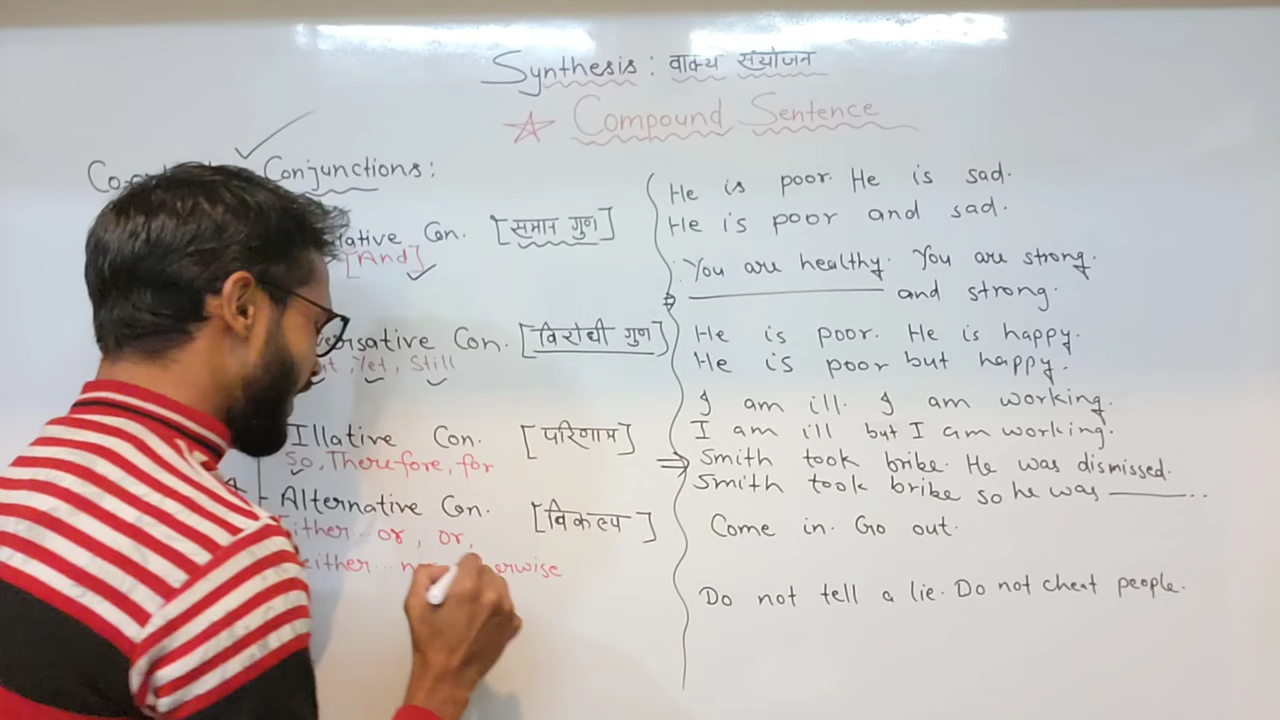 Synthesis : वाक्य संयोजन
Compound Sentence
Conjunctions:
Con. [समान गुण]
[And]
Con. [विरोधी गुण]
, Yet, Still
Illative Con. [परिणाम]
So, Therefore, for
Alternative Con. [विकल्प]
Either... or, or,
He is poor. He is sad.
He is poor and sad.
You are healthy. You are strong.
and strong.
He is poor. He is happy.
He is poor but happy.
I am ill. I am working.
I am ill but I am working.
Smith took bribe. He was dismissed.
Smith took bribe so he was
Come in. Go out.
Do not tell a lie. Do not cheat people.